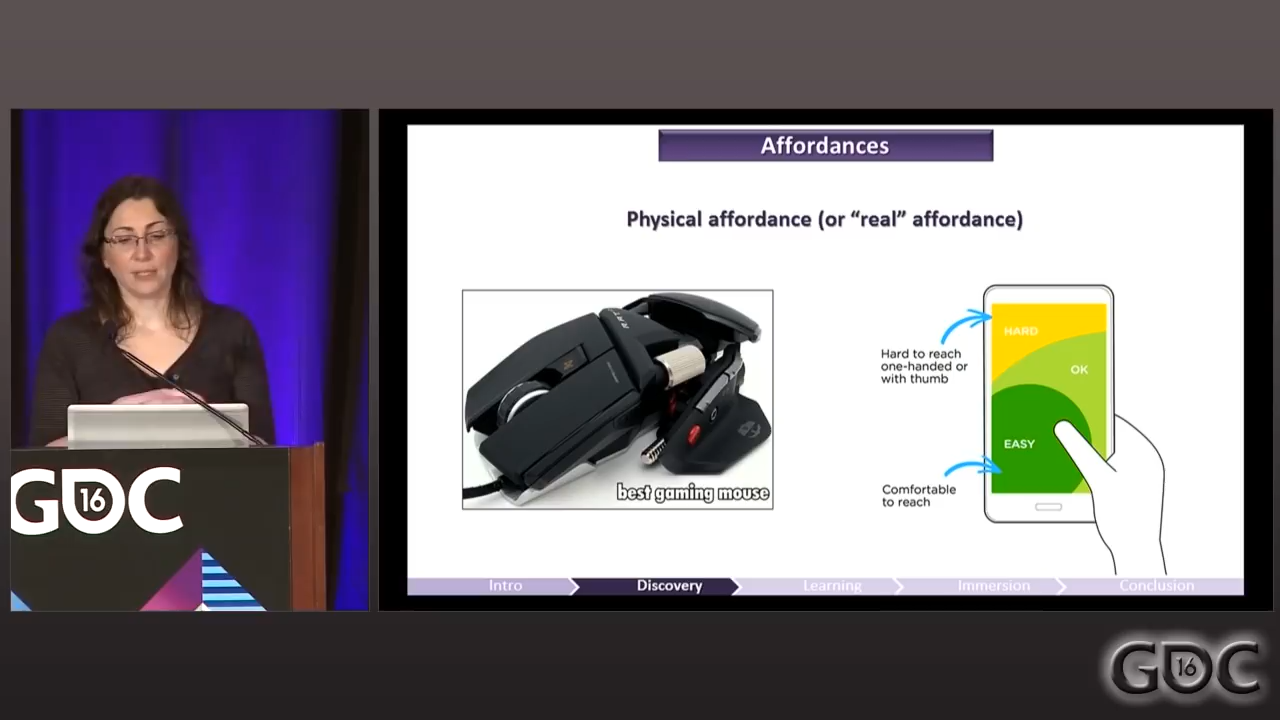 Affordances
Physical affordance (or “real” affordance)
R.A.T
best gaming mouse
HARD
Hard to reach
one-handed or
with thumb
OK
EASY
Comfortable
to reach
GDC
16
Intro
Discovery
Learning
Immersion
Conclusion
GDC
16